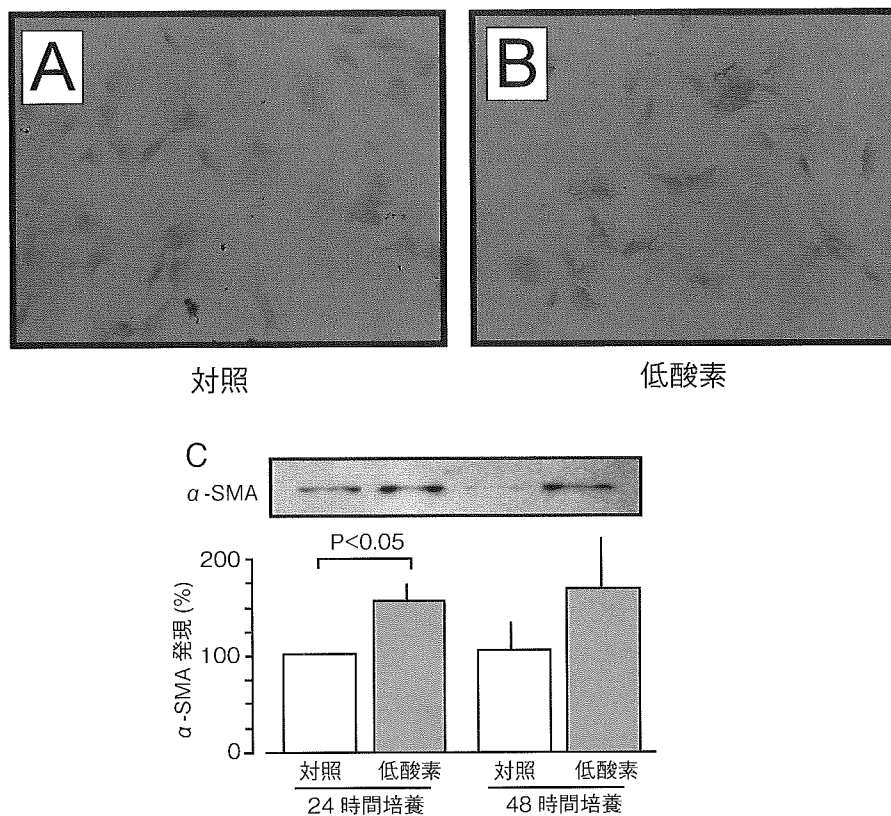 A
B
対照
低酸素
C
α-SMA
P<0.05
200
100
0
α-SMA 発現 (%)
対照
低酸素
対照
低酸素
24 時間培養
48 時間培養